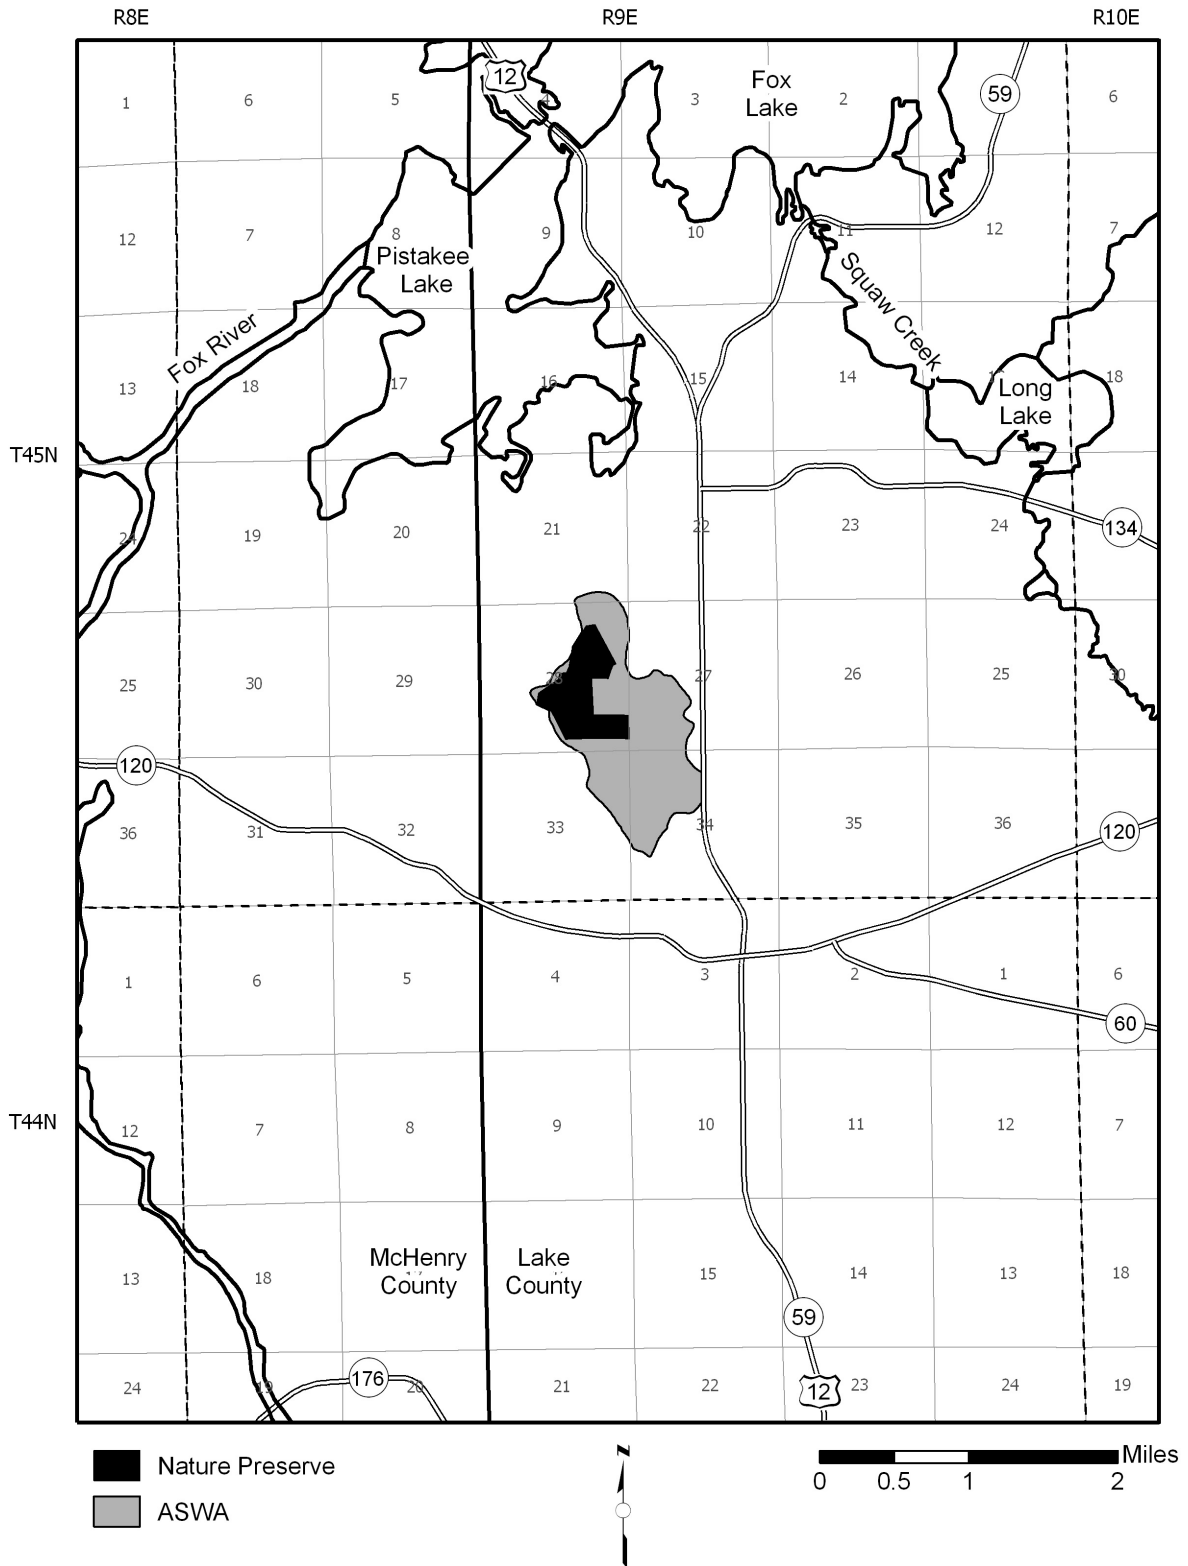 R8E R9E R10E
12
Fox
Lake
59
1 6 5 4 3 2 6
12 7 8 9 10 11 12 7
Pistakee
Lake
Squaw Creek
Fox River
13 18 17 16 15 14 18
Long
Lake
T45N
24 19 20 21 22 23 24
134
25 30 29 28 27 26 25 30
120
36 31 32 33 34 35 36
120
1 6 5 4 3 2 1 6
60
T44N
12 7 8 9 10 11 12 7
McHenry
County
Lake
County
13 18 15 14 13 18
59
176
12
24 19 20 21 22 23 24 19
Nature Preserve
ASWA
N
Miles
0 0.5 1 2